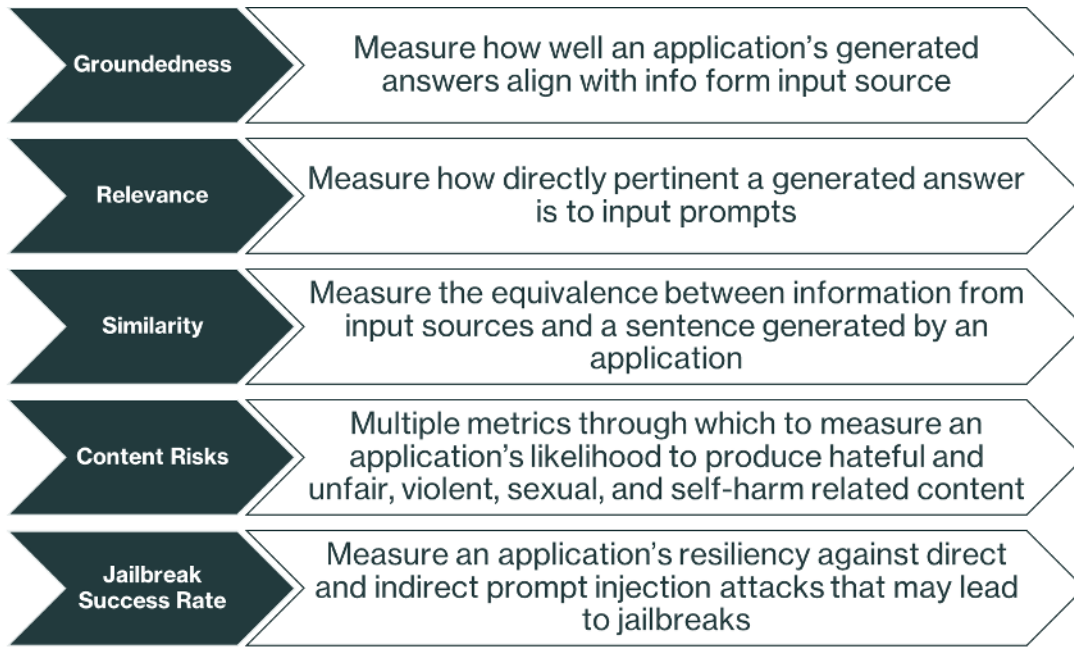 Groundedness
Measure how well an application's generated
answers align with info form input source
Relevance
Measure how directly pertinent a generated answer
is to input prompts
Similarity
Measure the equivalence between information from
input sources and a sentence generated by an
application
Content Risks
Multiple metrics through which to measure an
application's likelihood to produce hateful and
unfair, violent, sexual, and self-harm related content
Jailbreak
Success Rate
Measure an application's resiliency against direct
and indirect prompt injection attacks that may lead
to jailbreaks